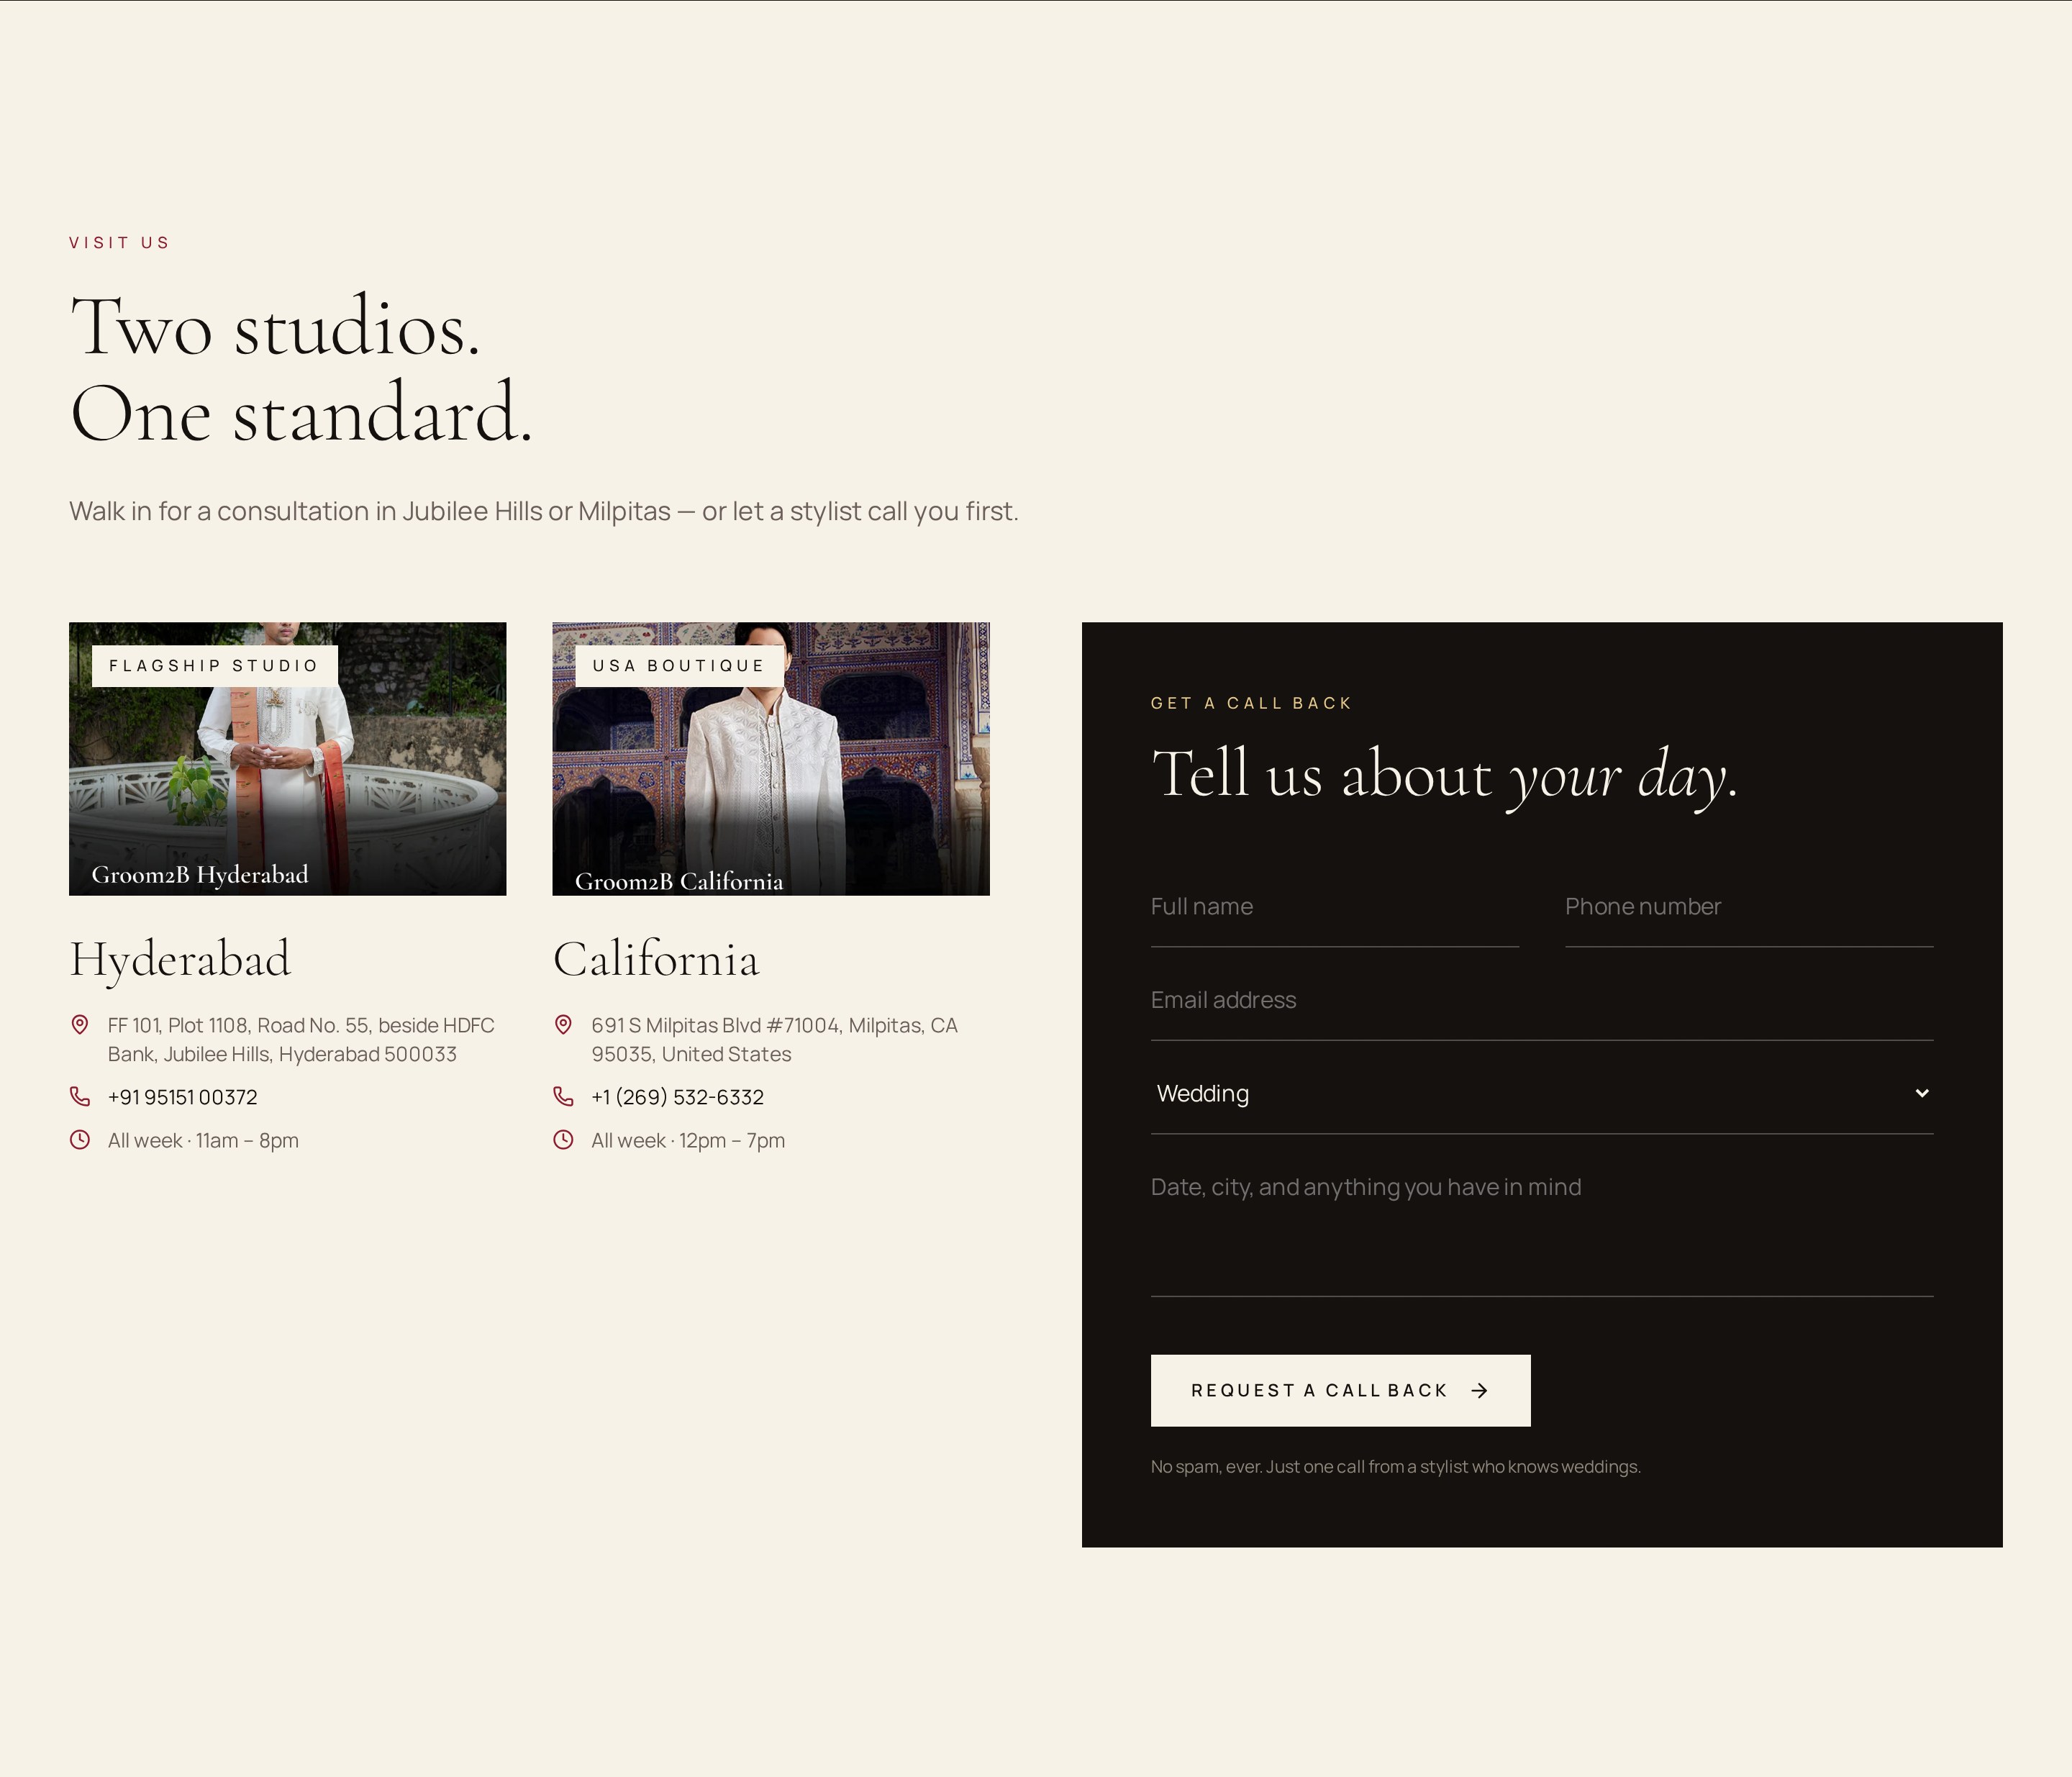 VISIT US
Two studios.
One standard.
Walk in for a consultation in Jubilee Hills or Milpitas — or let a stylist call you first.
FLAGSHIP STUDIO
Groom2B Hyderabad
Hyderabad
FF 101, Plot 1108, Road No. 55, beside HDFC
Bank, Jubilee Hills, Hyderabad 500033
+91 95151 00372
All week · 11am – 8pm
USA BOUTIQUE
Groom2B California
California
691 S Milpitas Blvd #71004, Milpitas, CA
95035, United States
+1 (269) 532-6332
All week · 12pm – 7pm
GET A CALL BACK
Tell us about your day.
Full name
Phone number
Email address
Wedding
Date, city, and anything you have in mind
REQUEST A CALL BACK
No spam, ever. Just one call from a stylist who knows weddings.